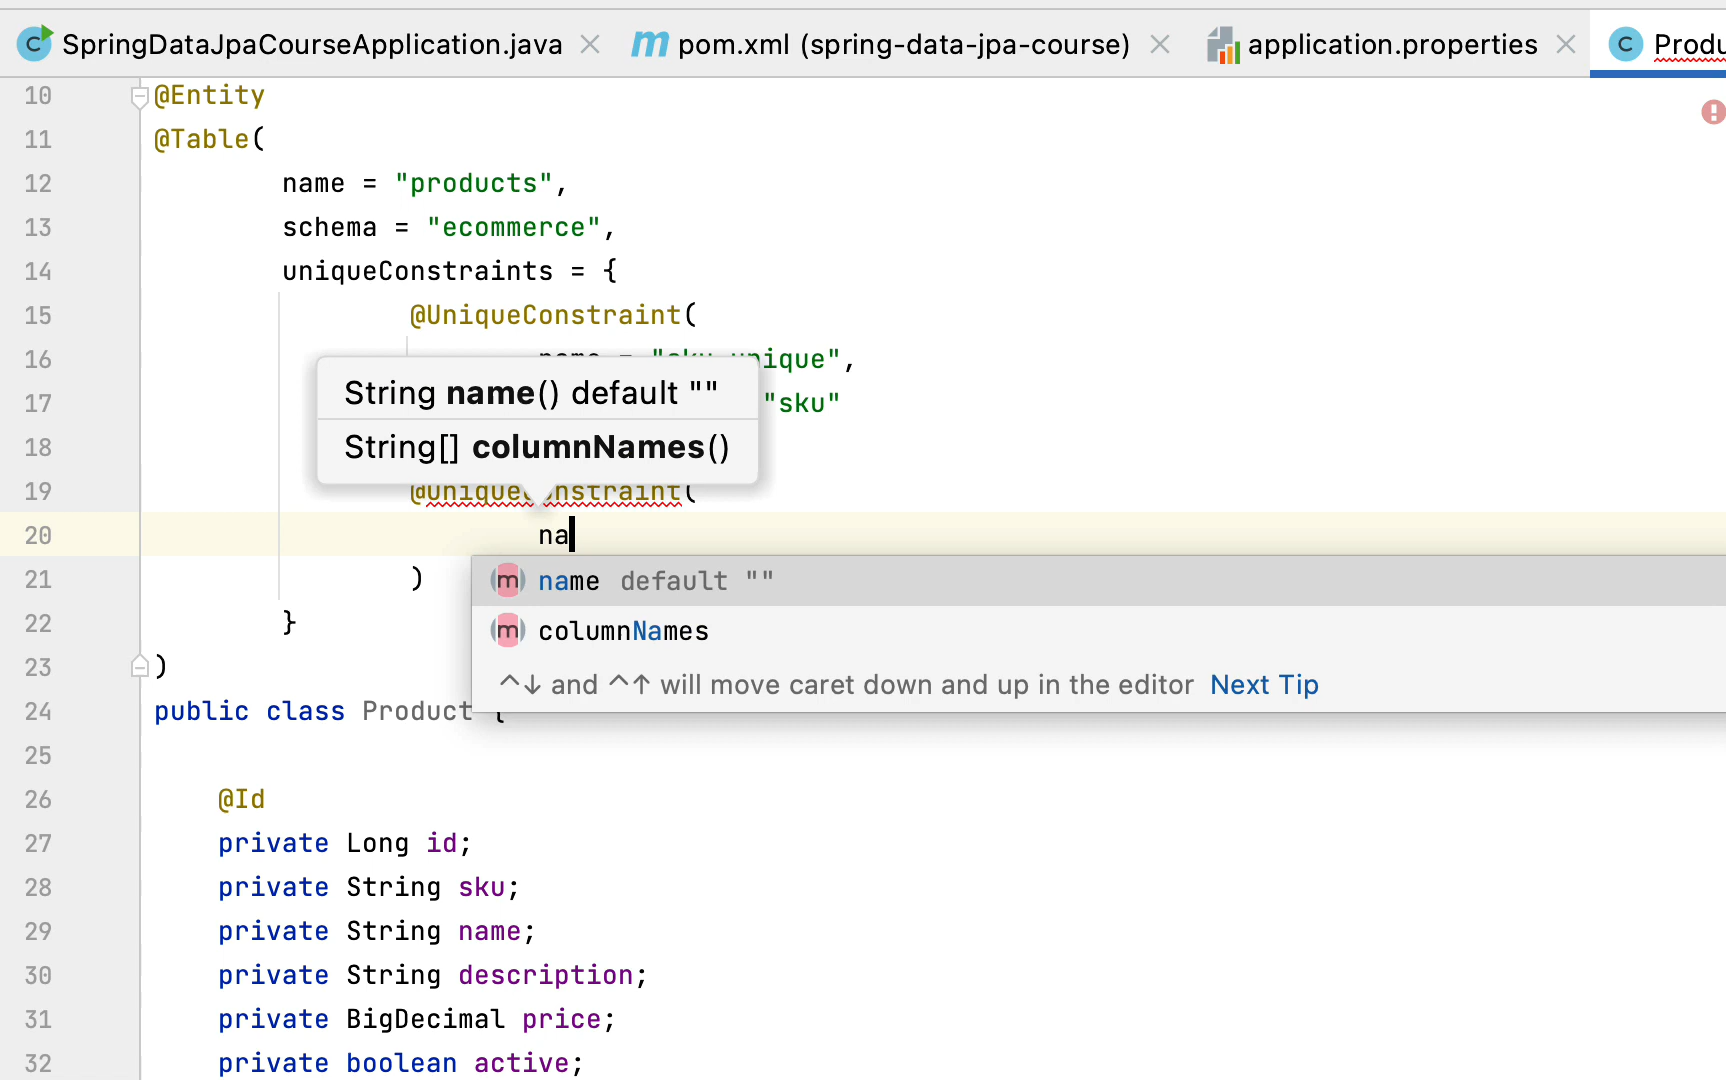 SpringDataJpaCourseApplication.java pom.xml (spring-data-jpa-course) application.properties Produ
10 @Entity
11 @Table(
12 name = "products",
13 schema = "ecommerce",
14 uniqueConstraints = {
15 @UniqueConstraint(
16 name = "sku_unique",
String name() default ""
17 "sku"
18
String[] columnNames()
19 @UniqueConstraint(
20 na
21 )
name default ""
22 }
columnNames
23 )
^↓ and ^↑ will move caret down and up in the editor Next Tip
24 public class Product {
25
26 @Id
27 private Long id;
28 private String sku;
29 private String name;
30 private String description;
31 private BigDecimal price;
32 private boolean active;